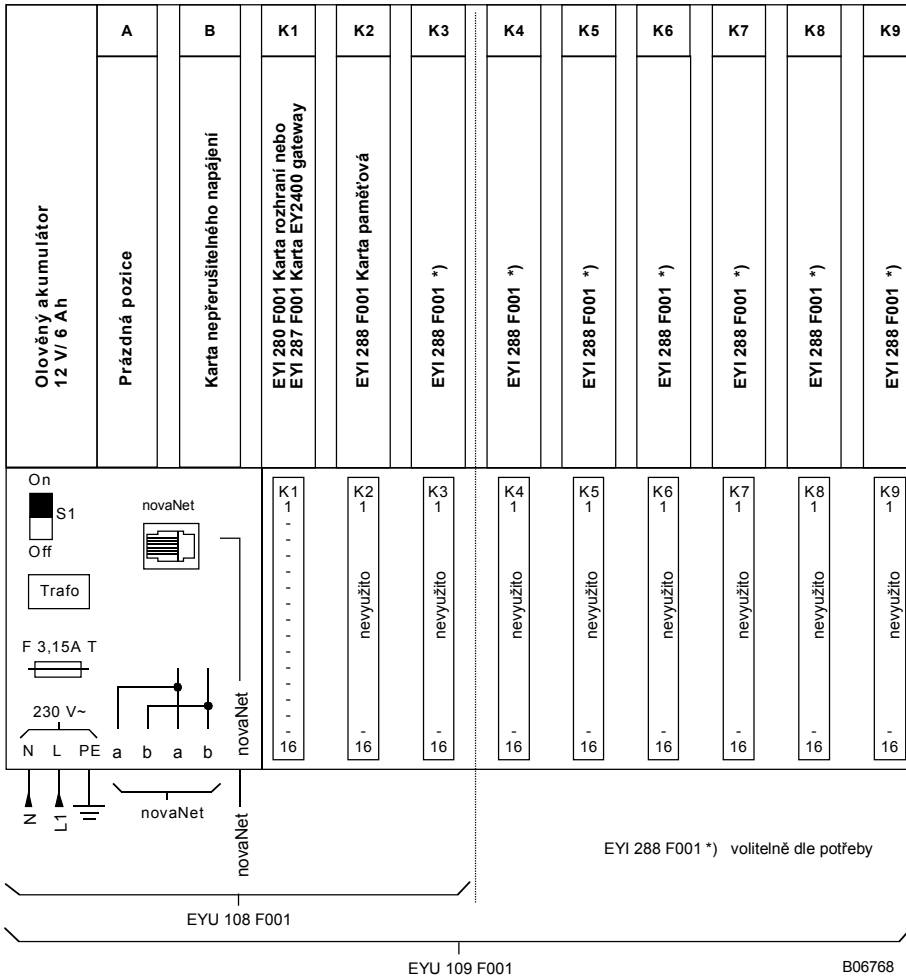 A
B
K1
K2
K3
K4
K5
K6
K7
K8
K9
Olověný akumulátor
12 V/ 6 Ah
Prázdná pozice
Karta nepřerušitelného napájení
EYI 280 F001 Karta rozhraní nebo
EYI 287 F001 Karta EY2400 gateway
EYI 288 F001 Karta paměťová
EYI 288 F001 *)
EYI 288 F001 *)
EYI 288 F001 *)
EYI 288 F001 *)
EYI 288 F001 *)
EYI 288 F001 *)
EYI 288 F001 *)
On
S1
Off
Trafo
F 3,15A T
230 V~
N L PE a b a b
novaNet
novaNet
N
L1
novaNet
novaNet
K1
1
-
-
-
-
-
-
-
-
-
-
-
-
-
-
16
K2
1
nevyužito
-
16
K3
1
nevyužito
-
16
K4
1
nevyužito
-
16
K5
1
nevyužito
-
16
K6
1
nevyužito
-
16
K7
1
nevyužito
-
16
K8
1
nevyužito
-
16
K9
1
nevyužito
-
16
EYI 288 F001 *) volitelně dle potřeby
EYU 108 F001
EYU 109 F001
B06768